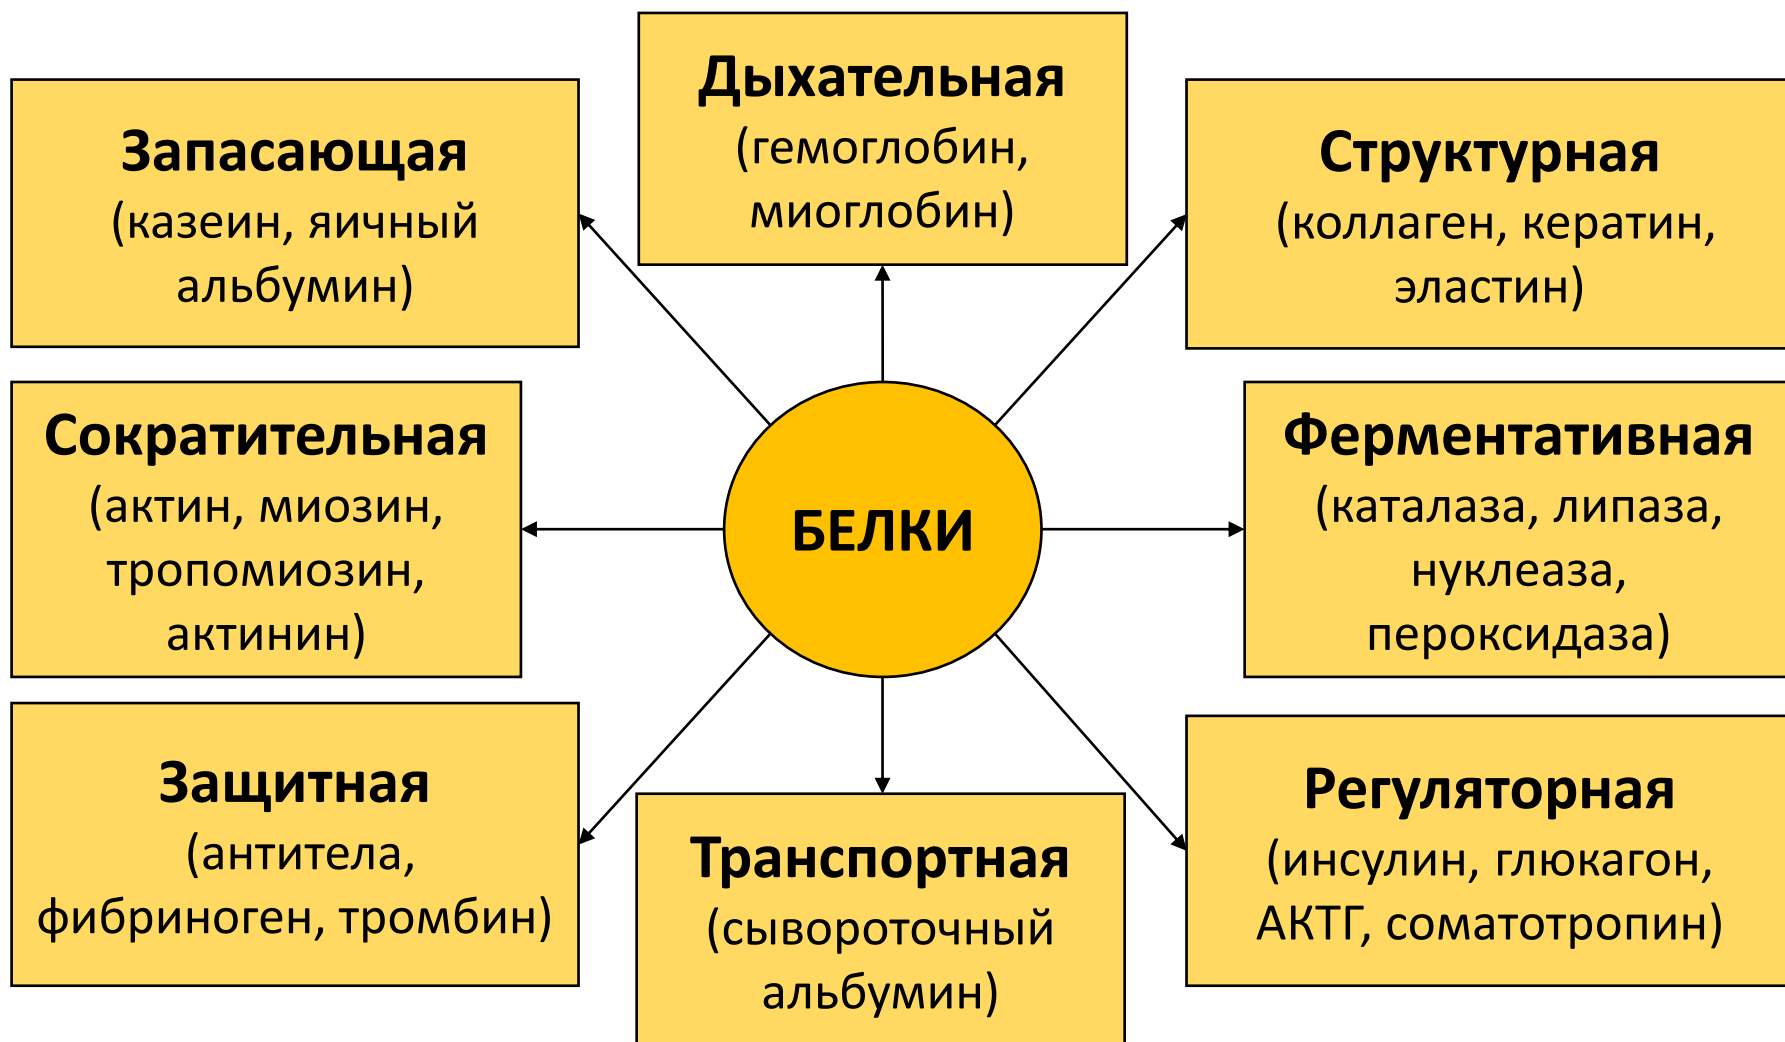 Дыхательная
(гемоглобин,
миоглобин)
Запасающая
(казеин, яичный
альбумин)
Структурная
(коллаген, кератин,
эластин)
Сократительная
(актин, миозин,
тропомиозин,
актинин)
БЕЛКИ
Ферментативная
(каталаза, липаза,
нуклеаза,
пероксидаза)
Защитная
(антитела,
фибриноген, тромбин)
Транспортная
(сывороточный
альбумин)
Регуляторная
(инсулин, глюкагон,
АКТГ, соматотропин)